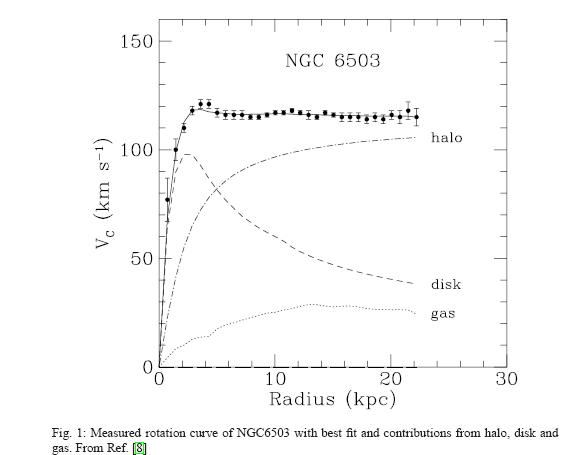 150
NGC 6503
halo
100
V_c (km s⁻¹)
50
disk
gas
0
0 10 20 30
Radius (kpc)
Fig. 1: Measured rotation curve of NGC6503 with best fit and contributions from halo, disk and
gas. From Ref. [8]